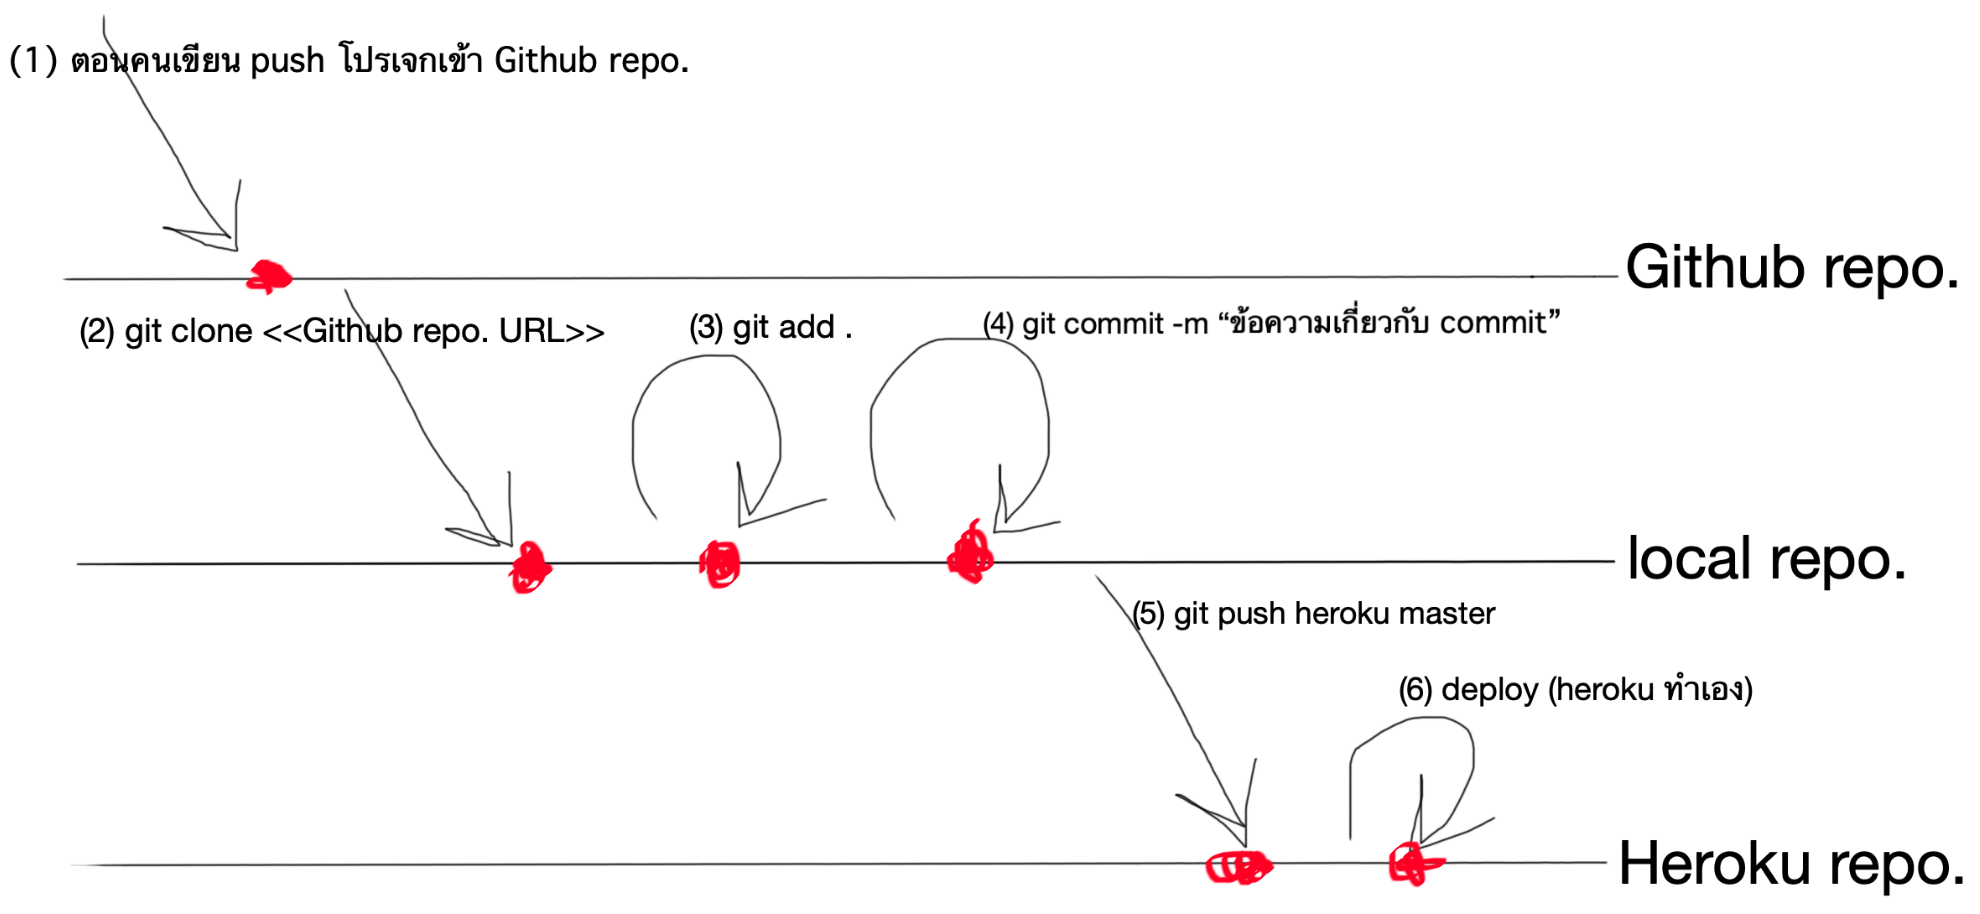 (1) ตอนคนเขียน push โปรเจกเข้า Github repo.
Github repo.
(2) git clone <<Github repo. URL>>
(3) git add .
(4) git commit -m “ข้อความเกี่ยวกับ commit”
local repo.
(5) git push heroku master
(6) deploy (heroku ทำเอง)
Heroku repo.